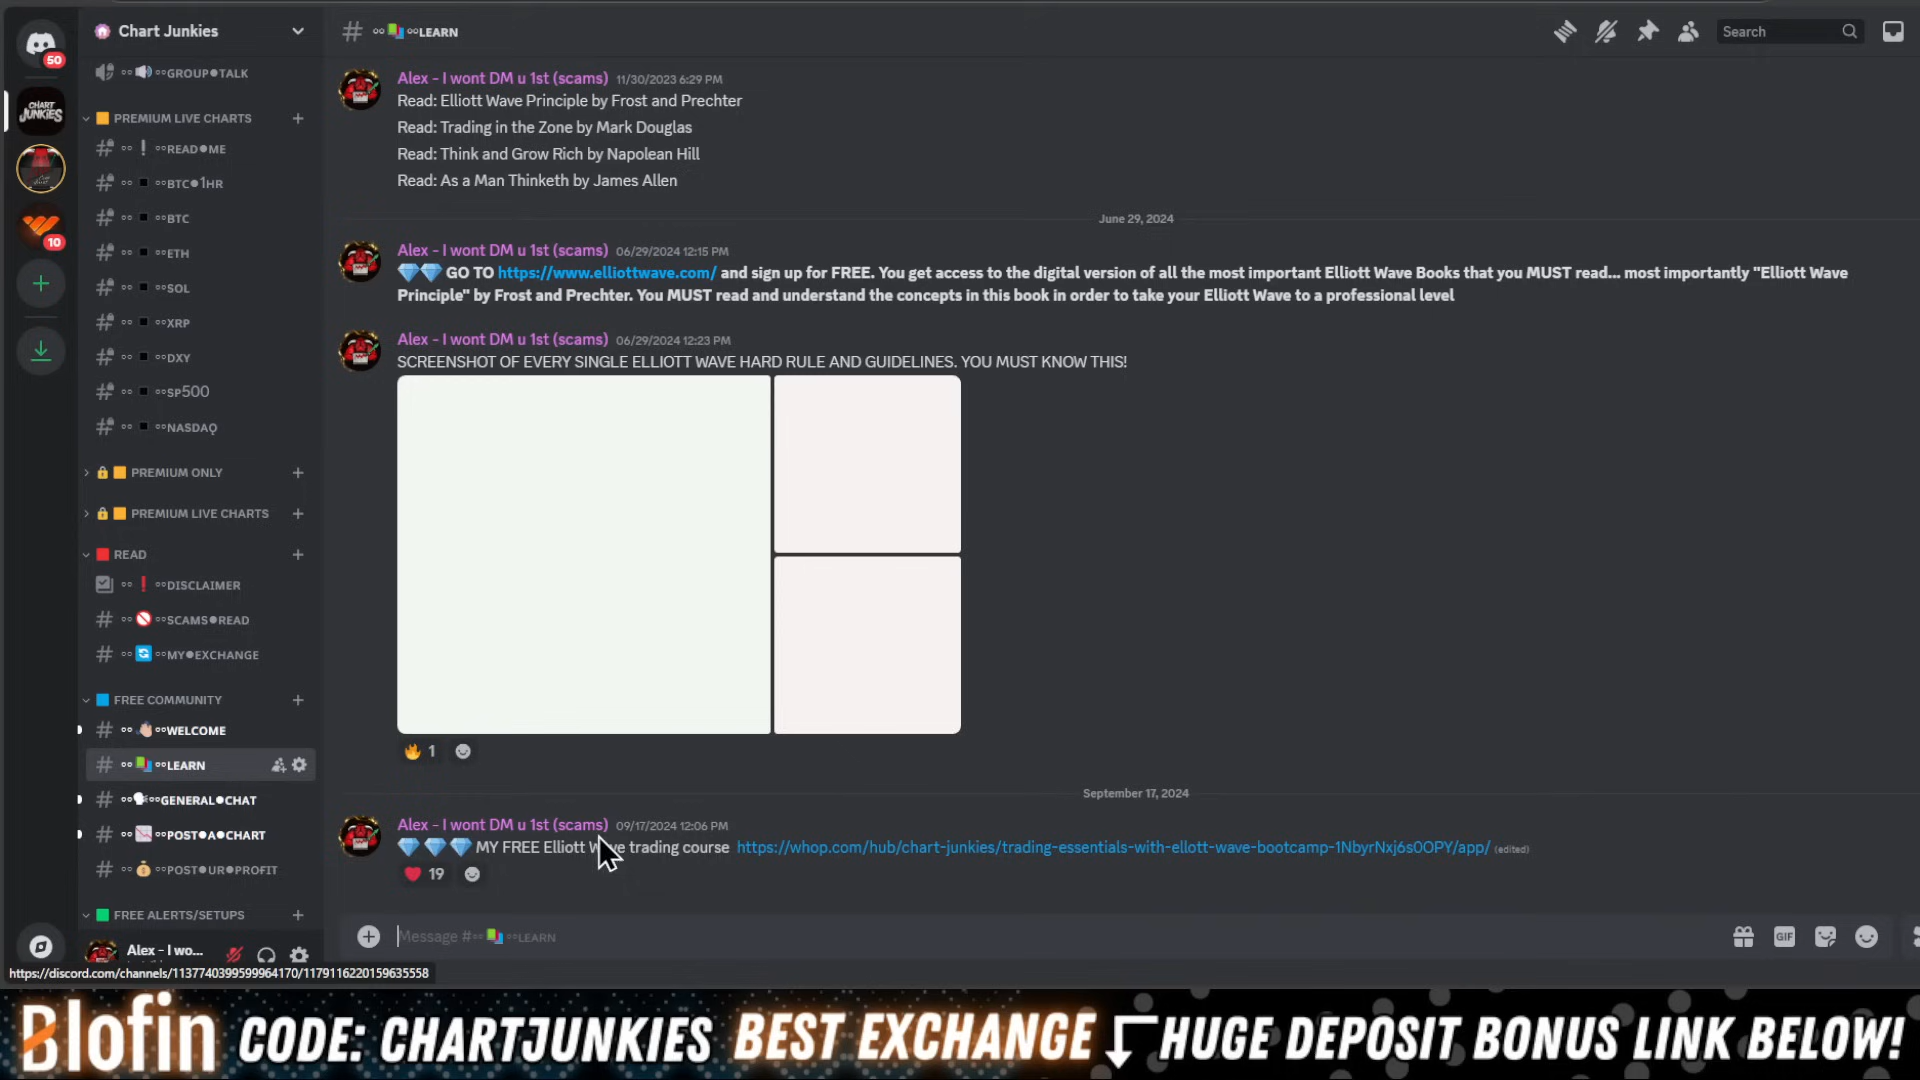 50
CHART JUNKIES
10
Chart Junkies
GROUP●TALK
PREMIUM LIVE CHARTS
READ●ME
BTC●1HR
BTC
ETH
SOL
XRP
DXY
SP500
NASDAQ
PREMIUM ONLY
PREMIUM LIVE CHARTS
READ
DISCLAIMER
SCAMS●READ
MY●EXCHANGE
FREE COMMUNITY
WELCOME
LEARN
GENERAL●CHAT
POST●A●CHART
POST●UR●PROFIT
FREE ALERTS/SETUPS
Alex - I wo...
https://discord.com/channels/1137740399599964170/1179116220159635558
LEARN
Search
Alex - I wont DM u 1st (scams) 11/30/2023 6:29 PM
Read: Elliott Wave Principle by Frost and Prechter
Read: Trading in the Zone by Mark Douglas
Read: Think and Grow Rich by Napolean Hill
Read: As a Man Thinketh by James Allen
June 29, 2024
Alex - I wont DM u 1st (scams) 06/29/2024 12:15 PM
💎💎 GO TO https://www.elliottwave.com/ and sign up for FREE. You get access to the digital version of all the most important Elliott Wave Books that you MUST read... most importantly "Elliott Wave
Principle" by Frost and Prechter. You MUST read and understand the concepts in this book in order to take your Elliott Wave to a professional level
Alex - I wont DM u 1st (scams) 06/29/2024 12:23 PM
SCREENSHOT OF EVERY SINGLE ELLIOTT WAVE HARD RULE AND GUIDELINES. YOU MUST KNOW THIS!
🔥 1
September 17, 2024
Alex - I wont DM u 1st (scams) 09/17/2024 12:06 PM
💎 💎 💎 MY FREE Elliott Wave trading course https://whop.com/hub/chart-junkies/trading-essentials-with-ellott-wave-bootcamp-1NbyrNxj6s0OPY/app/ (edited)
❤️ 19
Message #LEARN
GIF
Blofin CODE: CHARTJUNKIES BEST EXCHANGE HUGE DEPOSIT BONUS LINK BELOW!